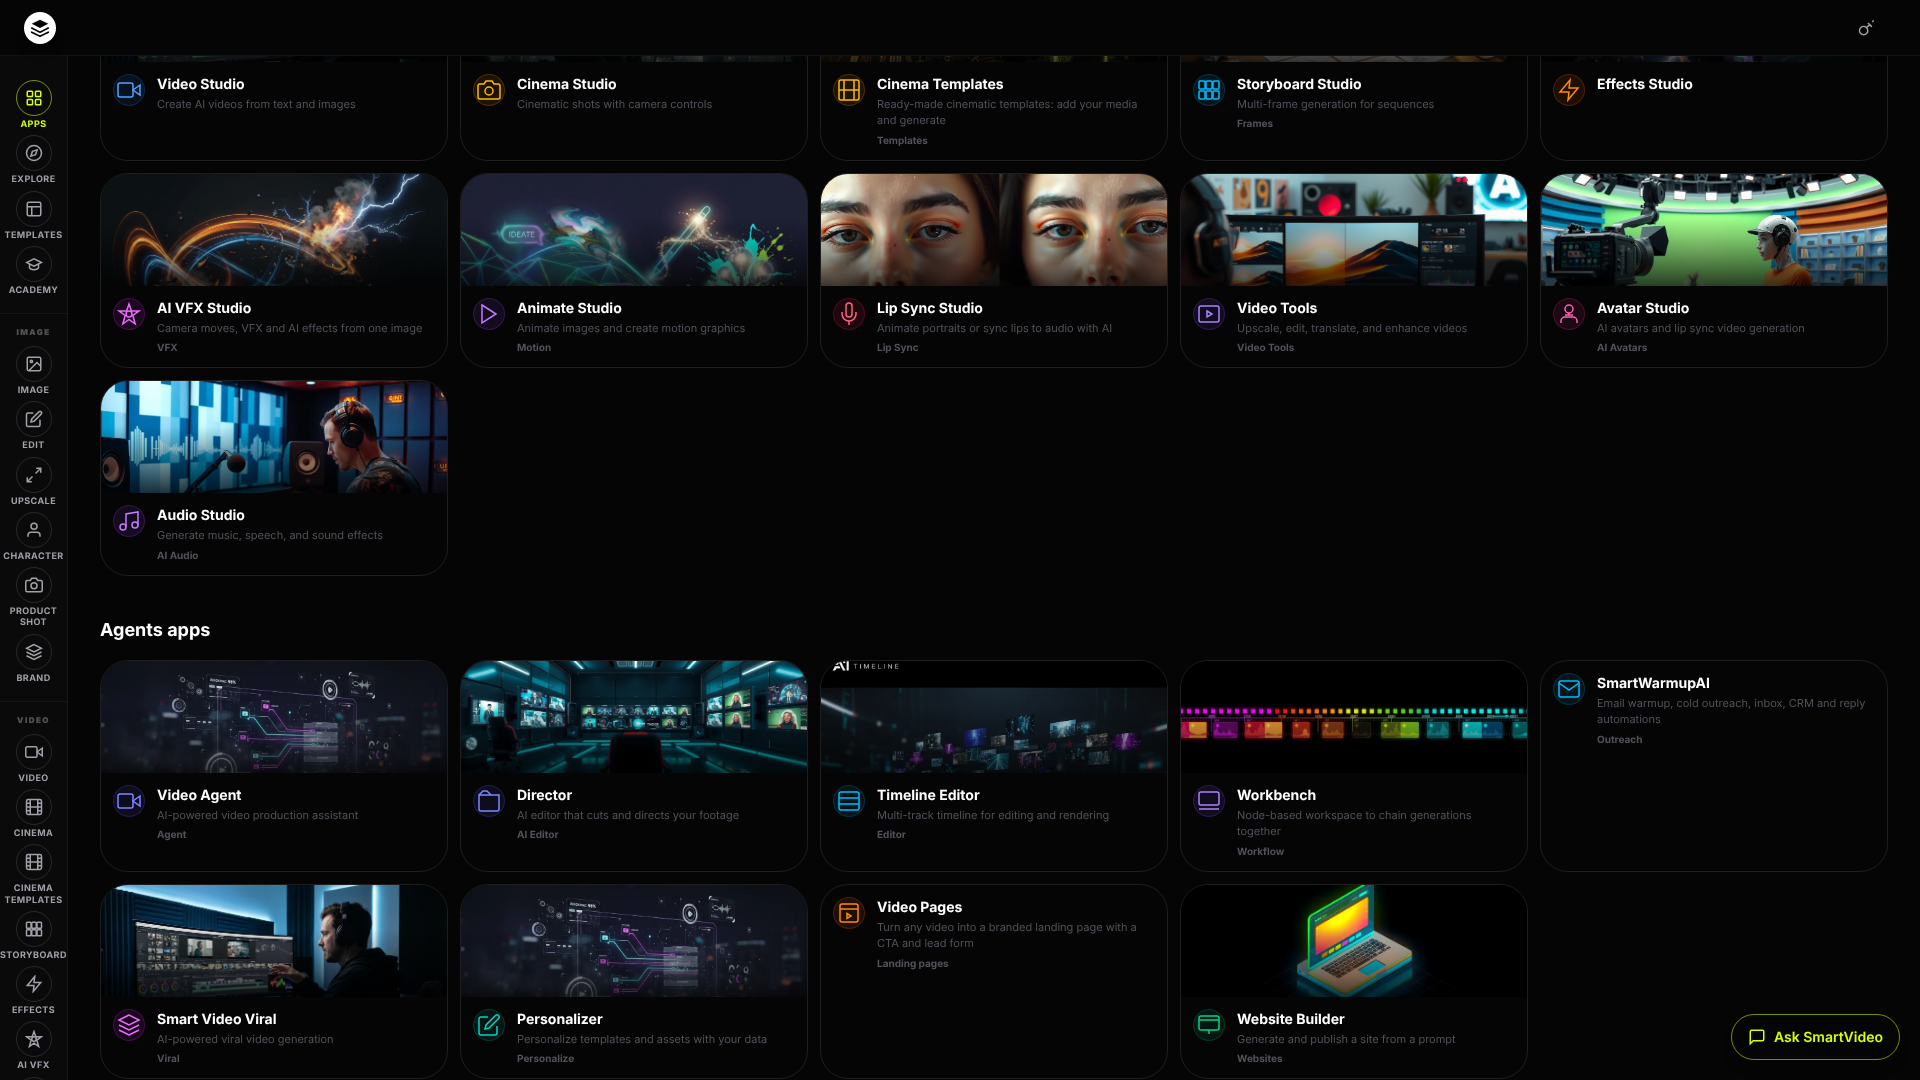 APPS
EXPLORE
TEMPLATES
ACADEMY
IMAGE
IMAGE
EDIT
UPSCALE
CHARACTER
PRODUCT
SHOT
BRAND
VIDEO
VIDEO
CINEMA
CINEMA
TEMPLATES
STORYBOARD
EFFECTS
AI VFX
Video Studio
Create AI videos from text and images
Cinema Studio
Cinematic shots with camera controls
Cinema Templates
Ready-made cinematic templates: add your media
and generate
Templates
Storyboard Studio
Multi-frame generation for sequences
Frames
Effects Studio
AI VFX Studio
Camera moves, VFX and AI effects from one image
VFX
IDEATE
Animate Studio
Animate images and create motion graphics
Motion
Lip Sync Studio
Animate portraits or sync lips to audio with AI
Lip Sync
Video Tools
Upscale, edit, translate, and enhance videos
Video Tools
Avatar Studio
AI avatars and lip sync video generation
AI Avatars
Audio Studio
Generate music, speech, and sound effects
AI Audio
Agents apps
Video Agent
AI-powered video production assistant
Agent
Director
AI editor that cuts and directs your footage
AI Editor
AI TIMELINE
Timeline Editor
Multi-track timeline for editing and rendering
Editor
Workbench
Node-based workspace to chain generations
together
Workflow
SmartWarmupAI
Email warmup, cold outreach, inbox, CRM and reply
automations
Outreach
Smart Video Viral
AI-powered viral video generation
Viral
Personalizer
Personalize templates and assets with your data
Personalize
Video Pages
Turn any video into a branded landing page with a
CTA and lead form
Landing pages
Website Builder
Generate and publish a site from a prompt
Websites
Ask SmartVideo